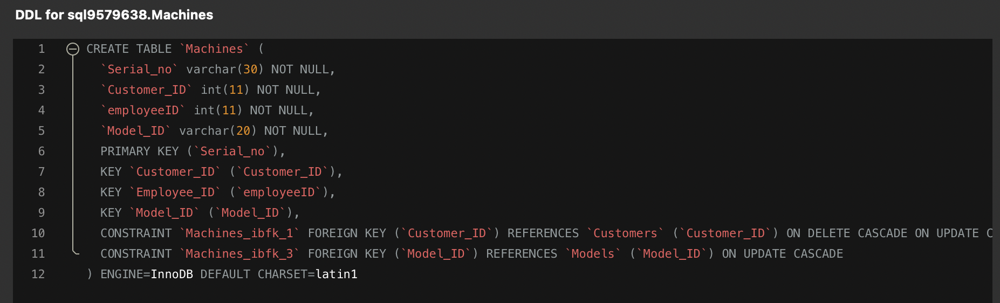 DDL for sql9579638.Machines
1 CREATE TABLE `Machines` (
2 `Serial_no` varchar(30) NOT NULL,
3 `Customer_ID` int(11) NOT NULL,
4 `employeeID` int(11) NOT NULL,
5 `Model_ID` varchar(20) NOT NULL,
6 PRIMARY KEY (`Serial_no`),
7 KEY `Customer_ID` (`Customer_ID`),
8 KEY `Employee_ID` (`employeeID`),
9 KEY `Model_ID` (`Model_ID`),
10 CONSTRAINT `Machines_ibfk_1` FOREIGN KEY (`Customer_ID`) REFERENCES `Customers` (`Customer_ID`) ON DELETE CASCADE ON UPDATE C
11 CONSTRAINT `Machines_ibfk_3` FOREIGN KEY (`Model_ID`) REFERENCES `Models` (`Model_ID`) ON UPDATE CASCADE
12 ) ENGINE=InnoDB DEFAULT CHARSET=latin1